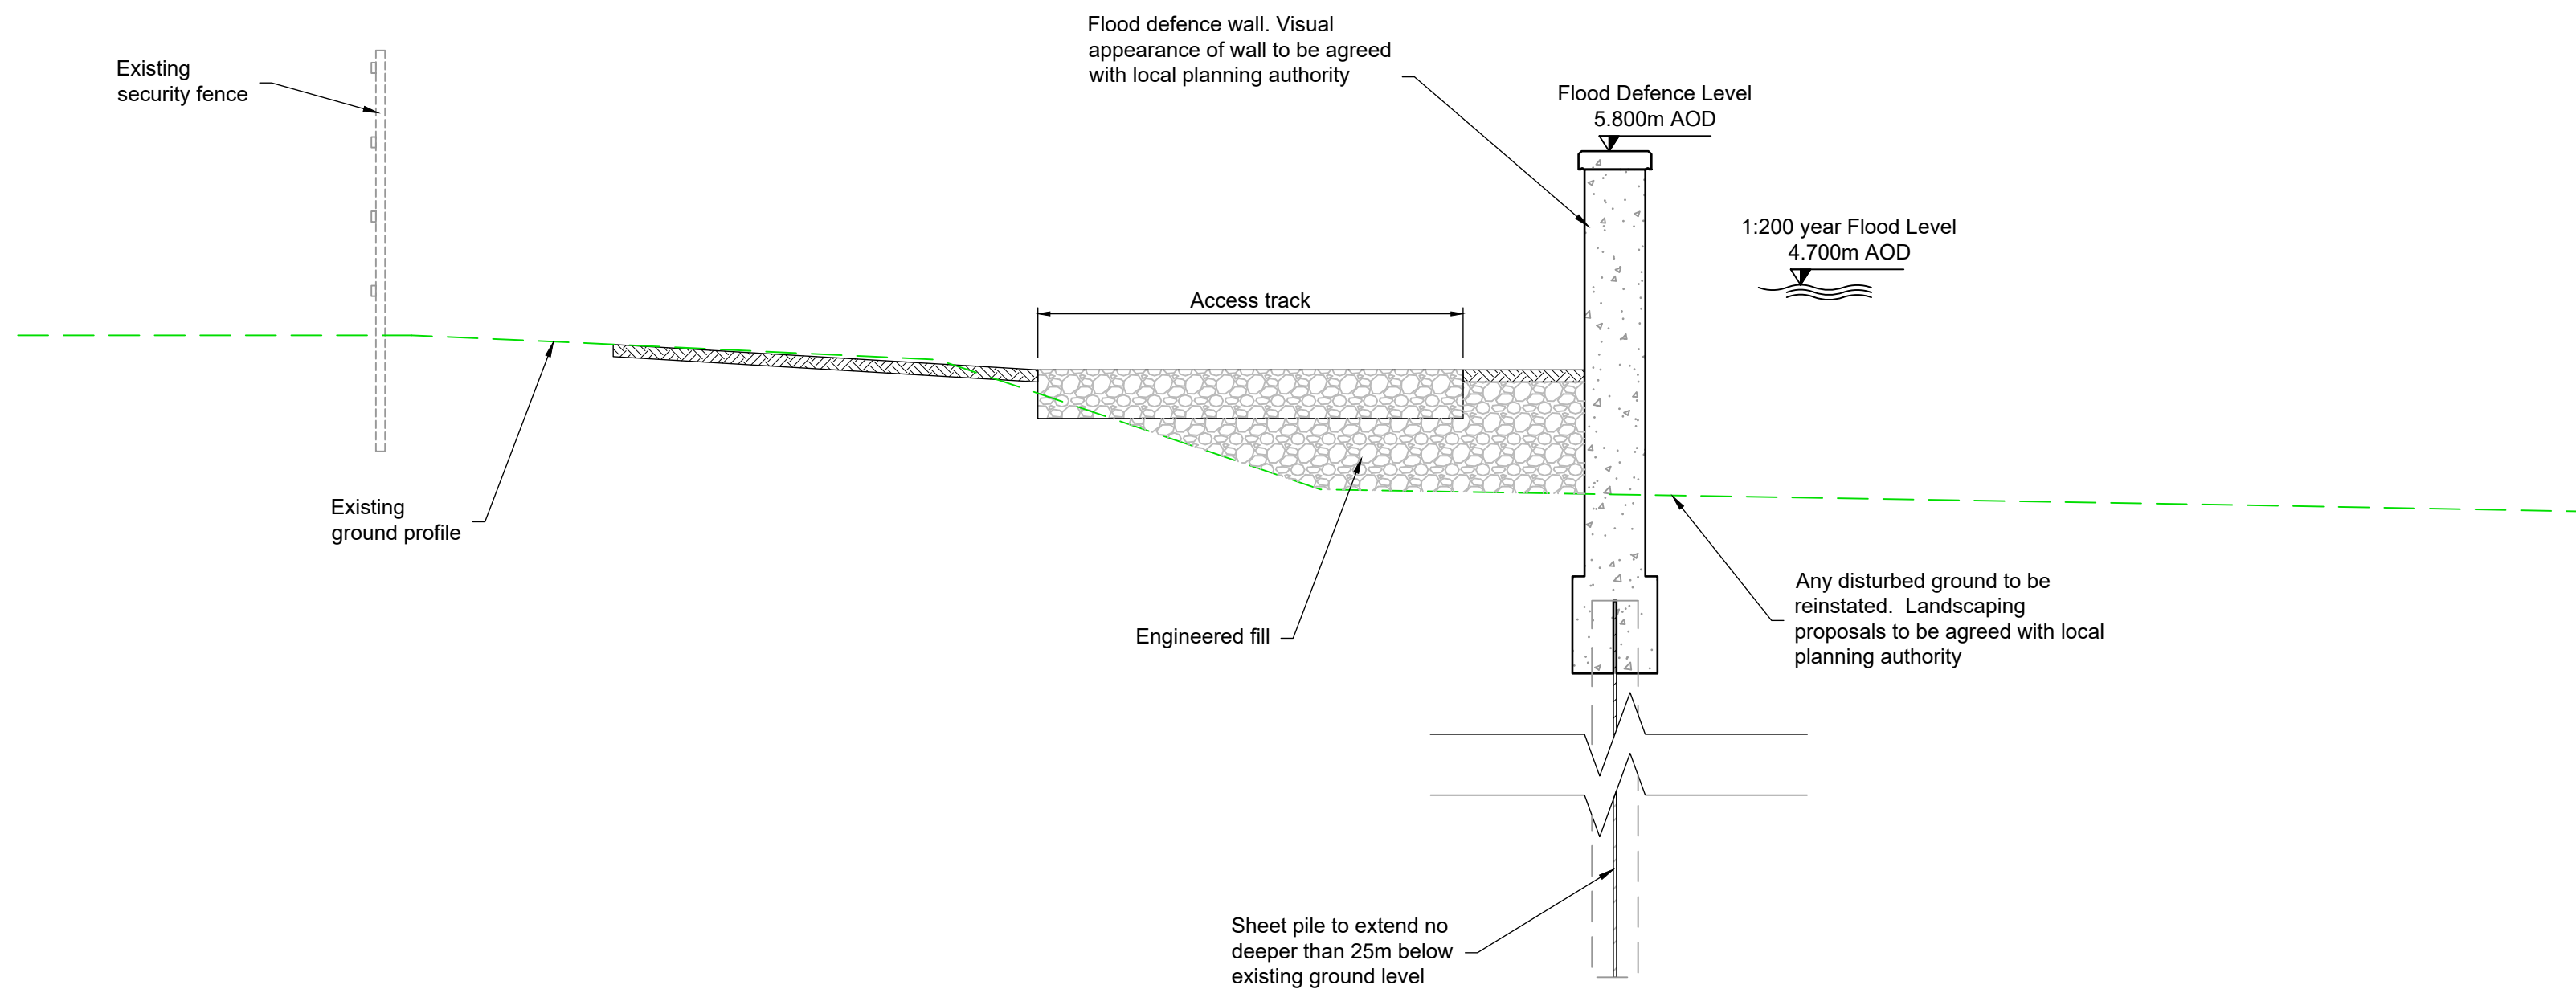 Flood defence wall. Visual
appearance of wall to be agreed
with local planning authority
Existing
security fence
Flood Defence Level
5.800m AOD
1:200 year Flood Level
4.700m AOD
Access track
Existing
ground profile
Engineered fill
Any disturbed ground to be
reinstated.  Landscaping
proposals to be agreed with local
planning authority
Sheet pile to extend no
deeper than 25m below
existing ground level